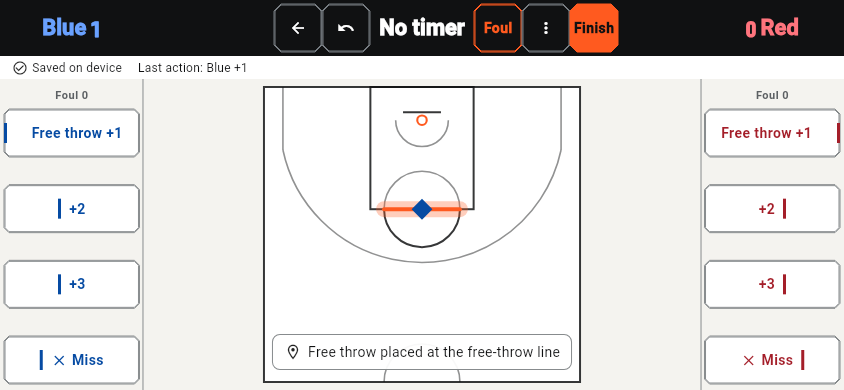 Blue 1
No timer
Foul
Finish
0 Red
Saved on device
Last action: Blue +1
Foul 0
Free throw +1
+2
+3
× Miss
Free throw placed at the free-throw line
Foul 0
Free throw +1
+2
+3
× Miss